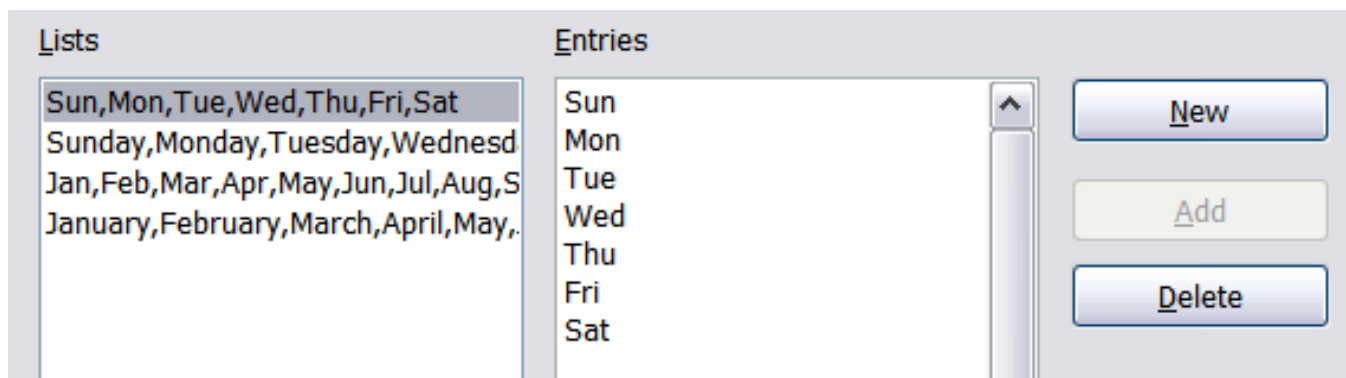 Lists
Sun,Mon,Tue,Wed,Thu,Fri,Sat
Sunday,Monday,Tuesday,Wednesd
Jan,Feb,Mar,Apr,May,Jun,Jul,Aug,S
January,February,March,April,May,.
Entries
Sun
Mon
Tue
Wed
Thu
Fri
Sat
New
Add
Delete